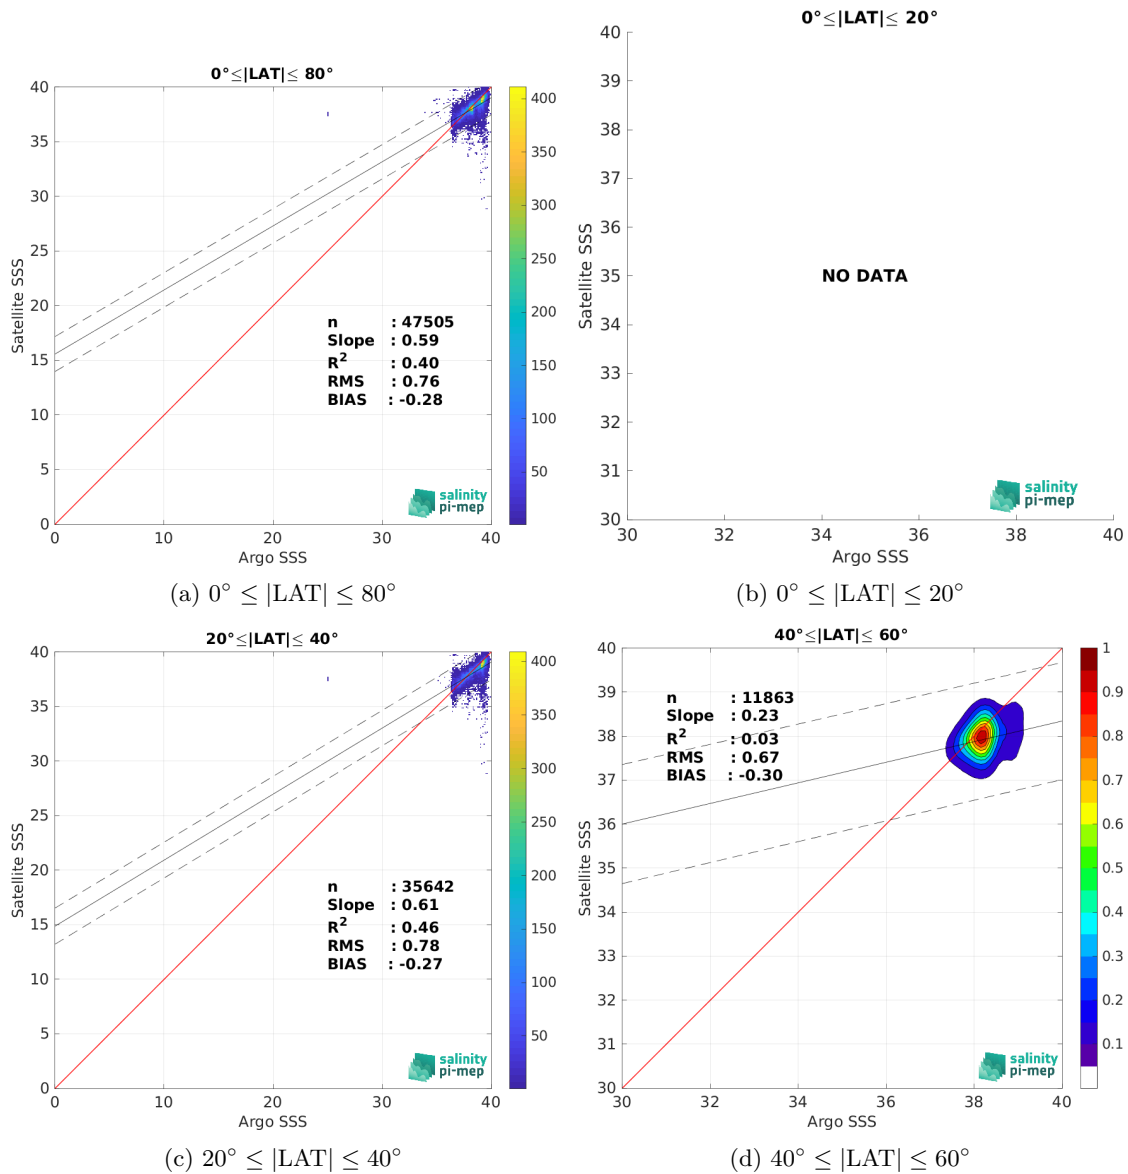 0°≤|LAT|≤ 80°
40
35
30
25
20
15
10
5
0
Satellite SSS
n : 47505
Slope : 0.59
R² : 0.40
RMS : 0.76
BIAS : -0.28
salinity
pi-mep
0 10 20 30 40
Argo SSS
400
350
300
250
200
150
100
50
(a) 0° ≤ |LAT| ≤ 80°
0°≤|LAT|≤ 20°
40
39
38
37
36
35
34
33
32
31
30
Satellite SSS
NO DATA
salinity
pi-mep
30 32 34 36 38 40
Argo SSS
(b) 0° ≤ |LAT| ≤ 20°
20°≤|LAT|≤ 40°
40
35
30
25
20
15
10
5
0
Satellite SSS
n : 35642
Slope : 0.61
R² : 0.46
RMS : 0.78
BIAS : -0.27
salinity
pi-mep
0 10 20 30 40
Argo SSS
400
350
300
250
200
150
100
50
(c) 20° ≤ |LAT| ≤ 40°
40°≤|LAT|≤ 60°
40
39
38
37
36
35
34
33
32
31
30
Satellite SSS
n : 11863
Slope : 0.23
R² : 0.03
RMS : 0.67
BIAS : -0.30
salinity
pi-mep
30 32 34 36 38 40
Argo SSS
1
0.9
0.8
0.7
0.6
0.5
0.4
0.3
0.2
0.1
(d) 40° ≤ |LAT| ≤ 60°